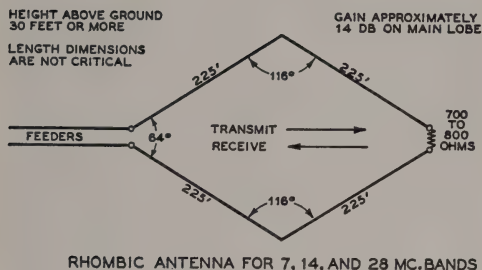 HEIGHT ABOVE GROUND
30 FEET OR MORE
LENGTH DIMENSIONS
ARE NOT CRITICAL
GAIN APPROXIMATELY
14 DB ON MAIN LOBE
225'
225'
116°
700
TO
800
OHMS
FEEDERS
64°
TRANSMIT
RECEIVE
116°
225'
225'
RHOMBIC ANTENNA FOR 7, 14, AND 28 MC. BANDS